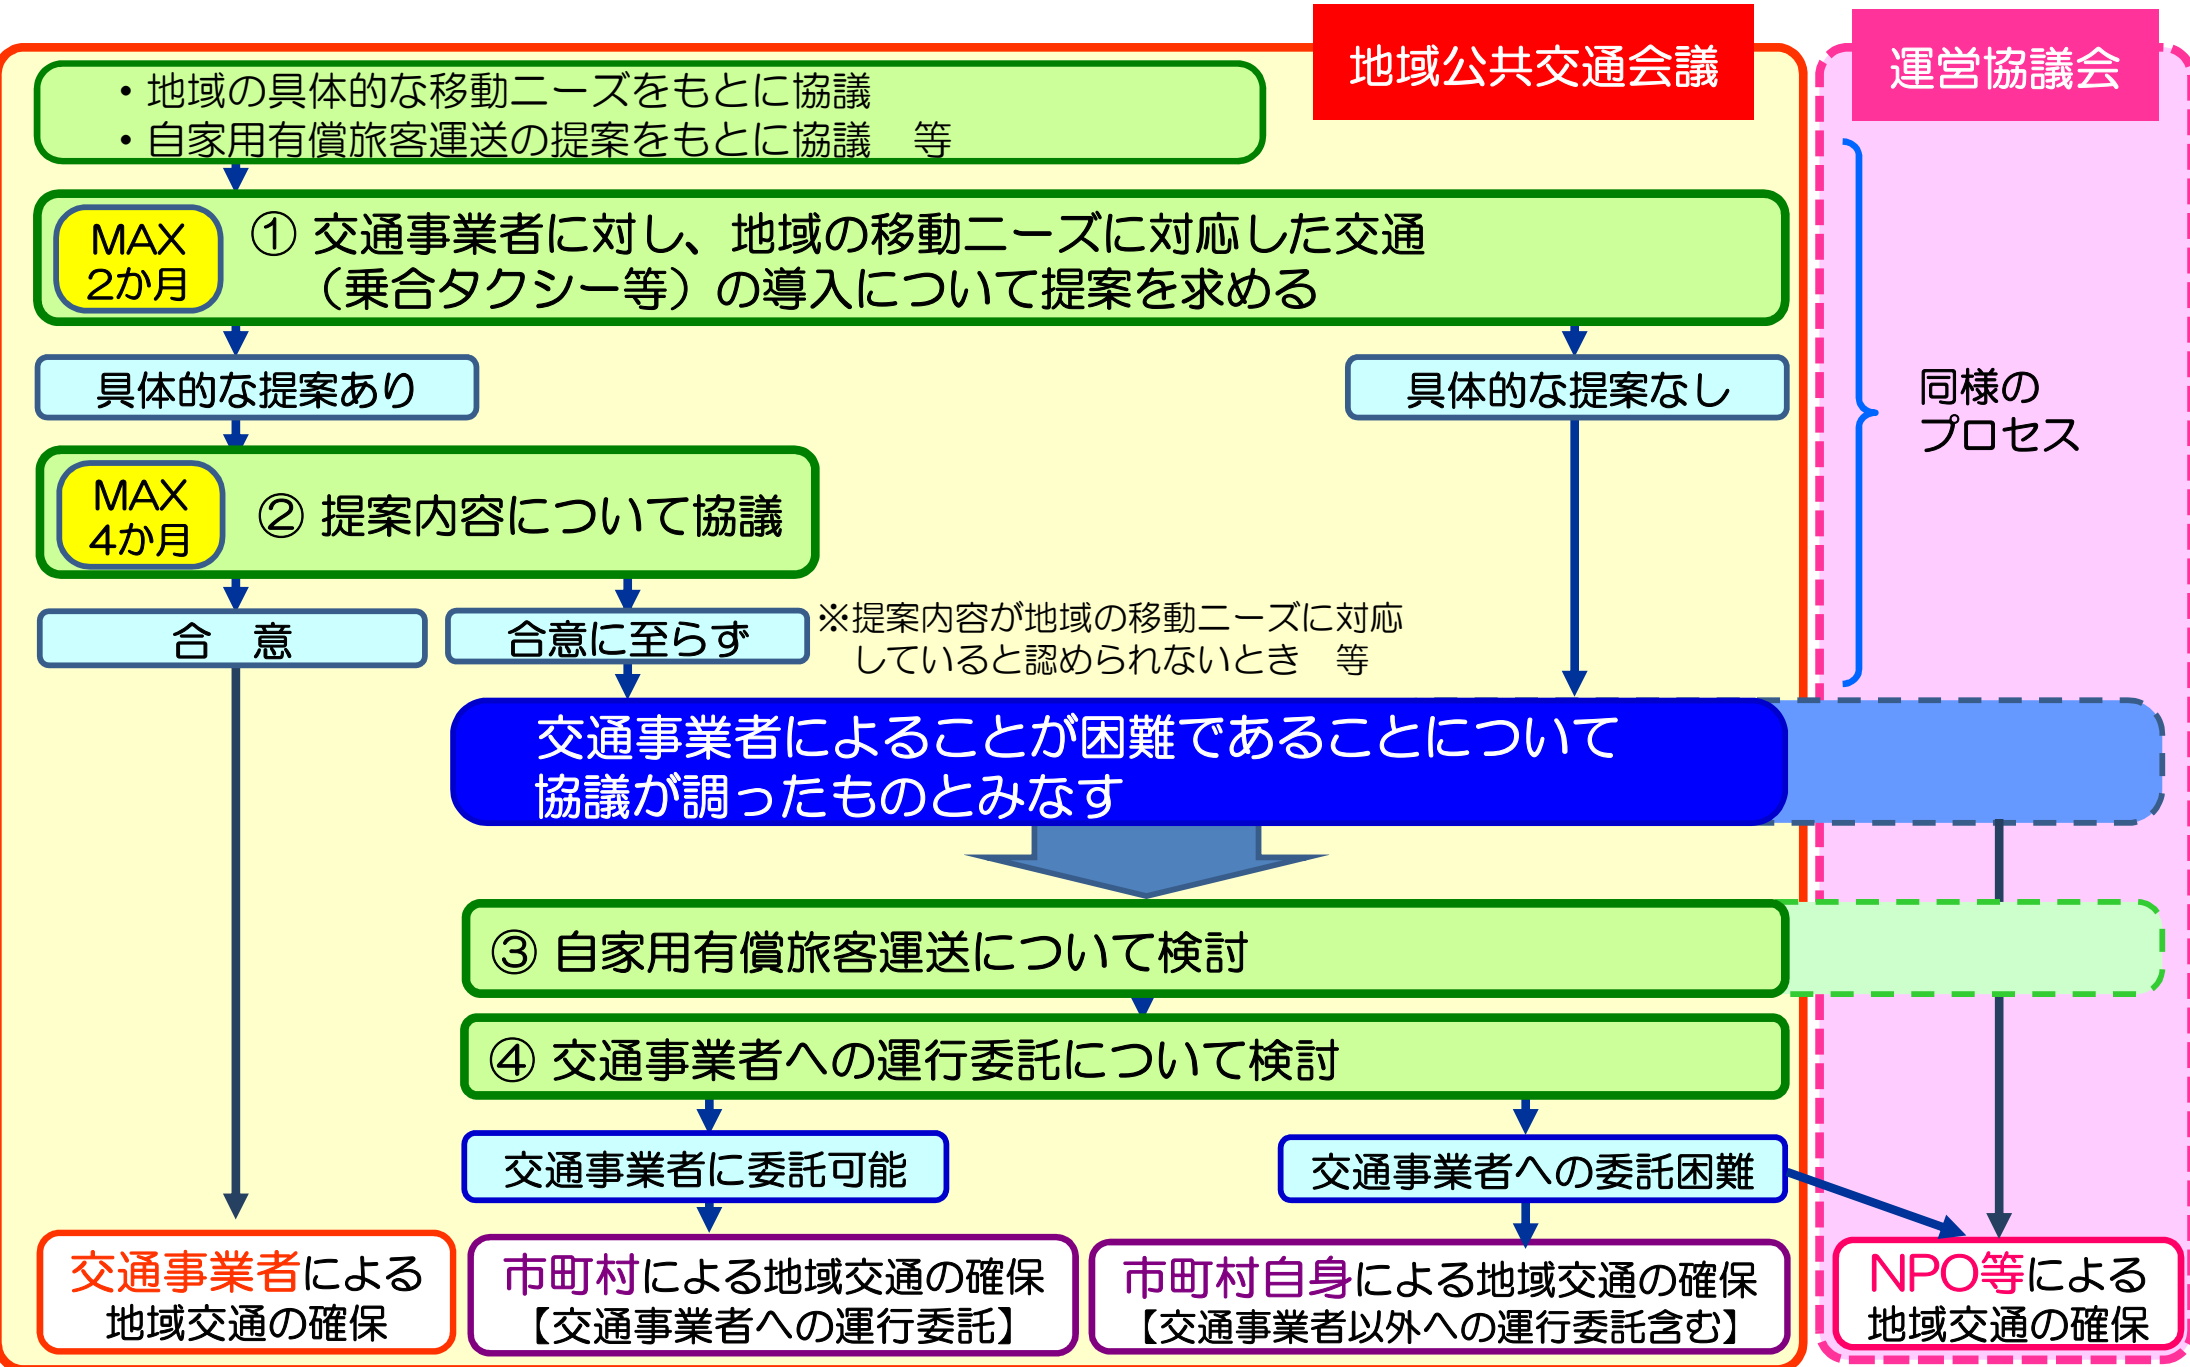 地域公共交通会議
運営協議会
・地域の具体的な移動ニーズをもとに協議
・自家用有償旅客運送の提案をもとに協議　等
MAX
2か月
① 交通事業者に対し、地域の移動ニーズに対応した交通
（乗合タクシー等）の導入について提案を求める
具体的な提案あり
具体的な提案なし
同様の
プロセス
MAX
4か月
② 提案内容について協議
合　意
合意に至らず
※提案内容が地域の移動ニーズに対応
していると認められないとき　等
交通事業者によることが困難であることについて
協議が調ったものとみなす
③ 自家用有償旅客運送について検討
④ 交通事業者への運行委託について検討
交通事業者に委託可能
交通事業者への委託困難
交通事業者による
地域交通の確保
市町村による地域交通の確保
【交通事業者への運行委託】
市町村自身による地域交通の確保
【交通事業者以外への運行委託含む】
NPO等による
地域交通の確保